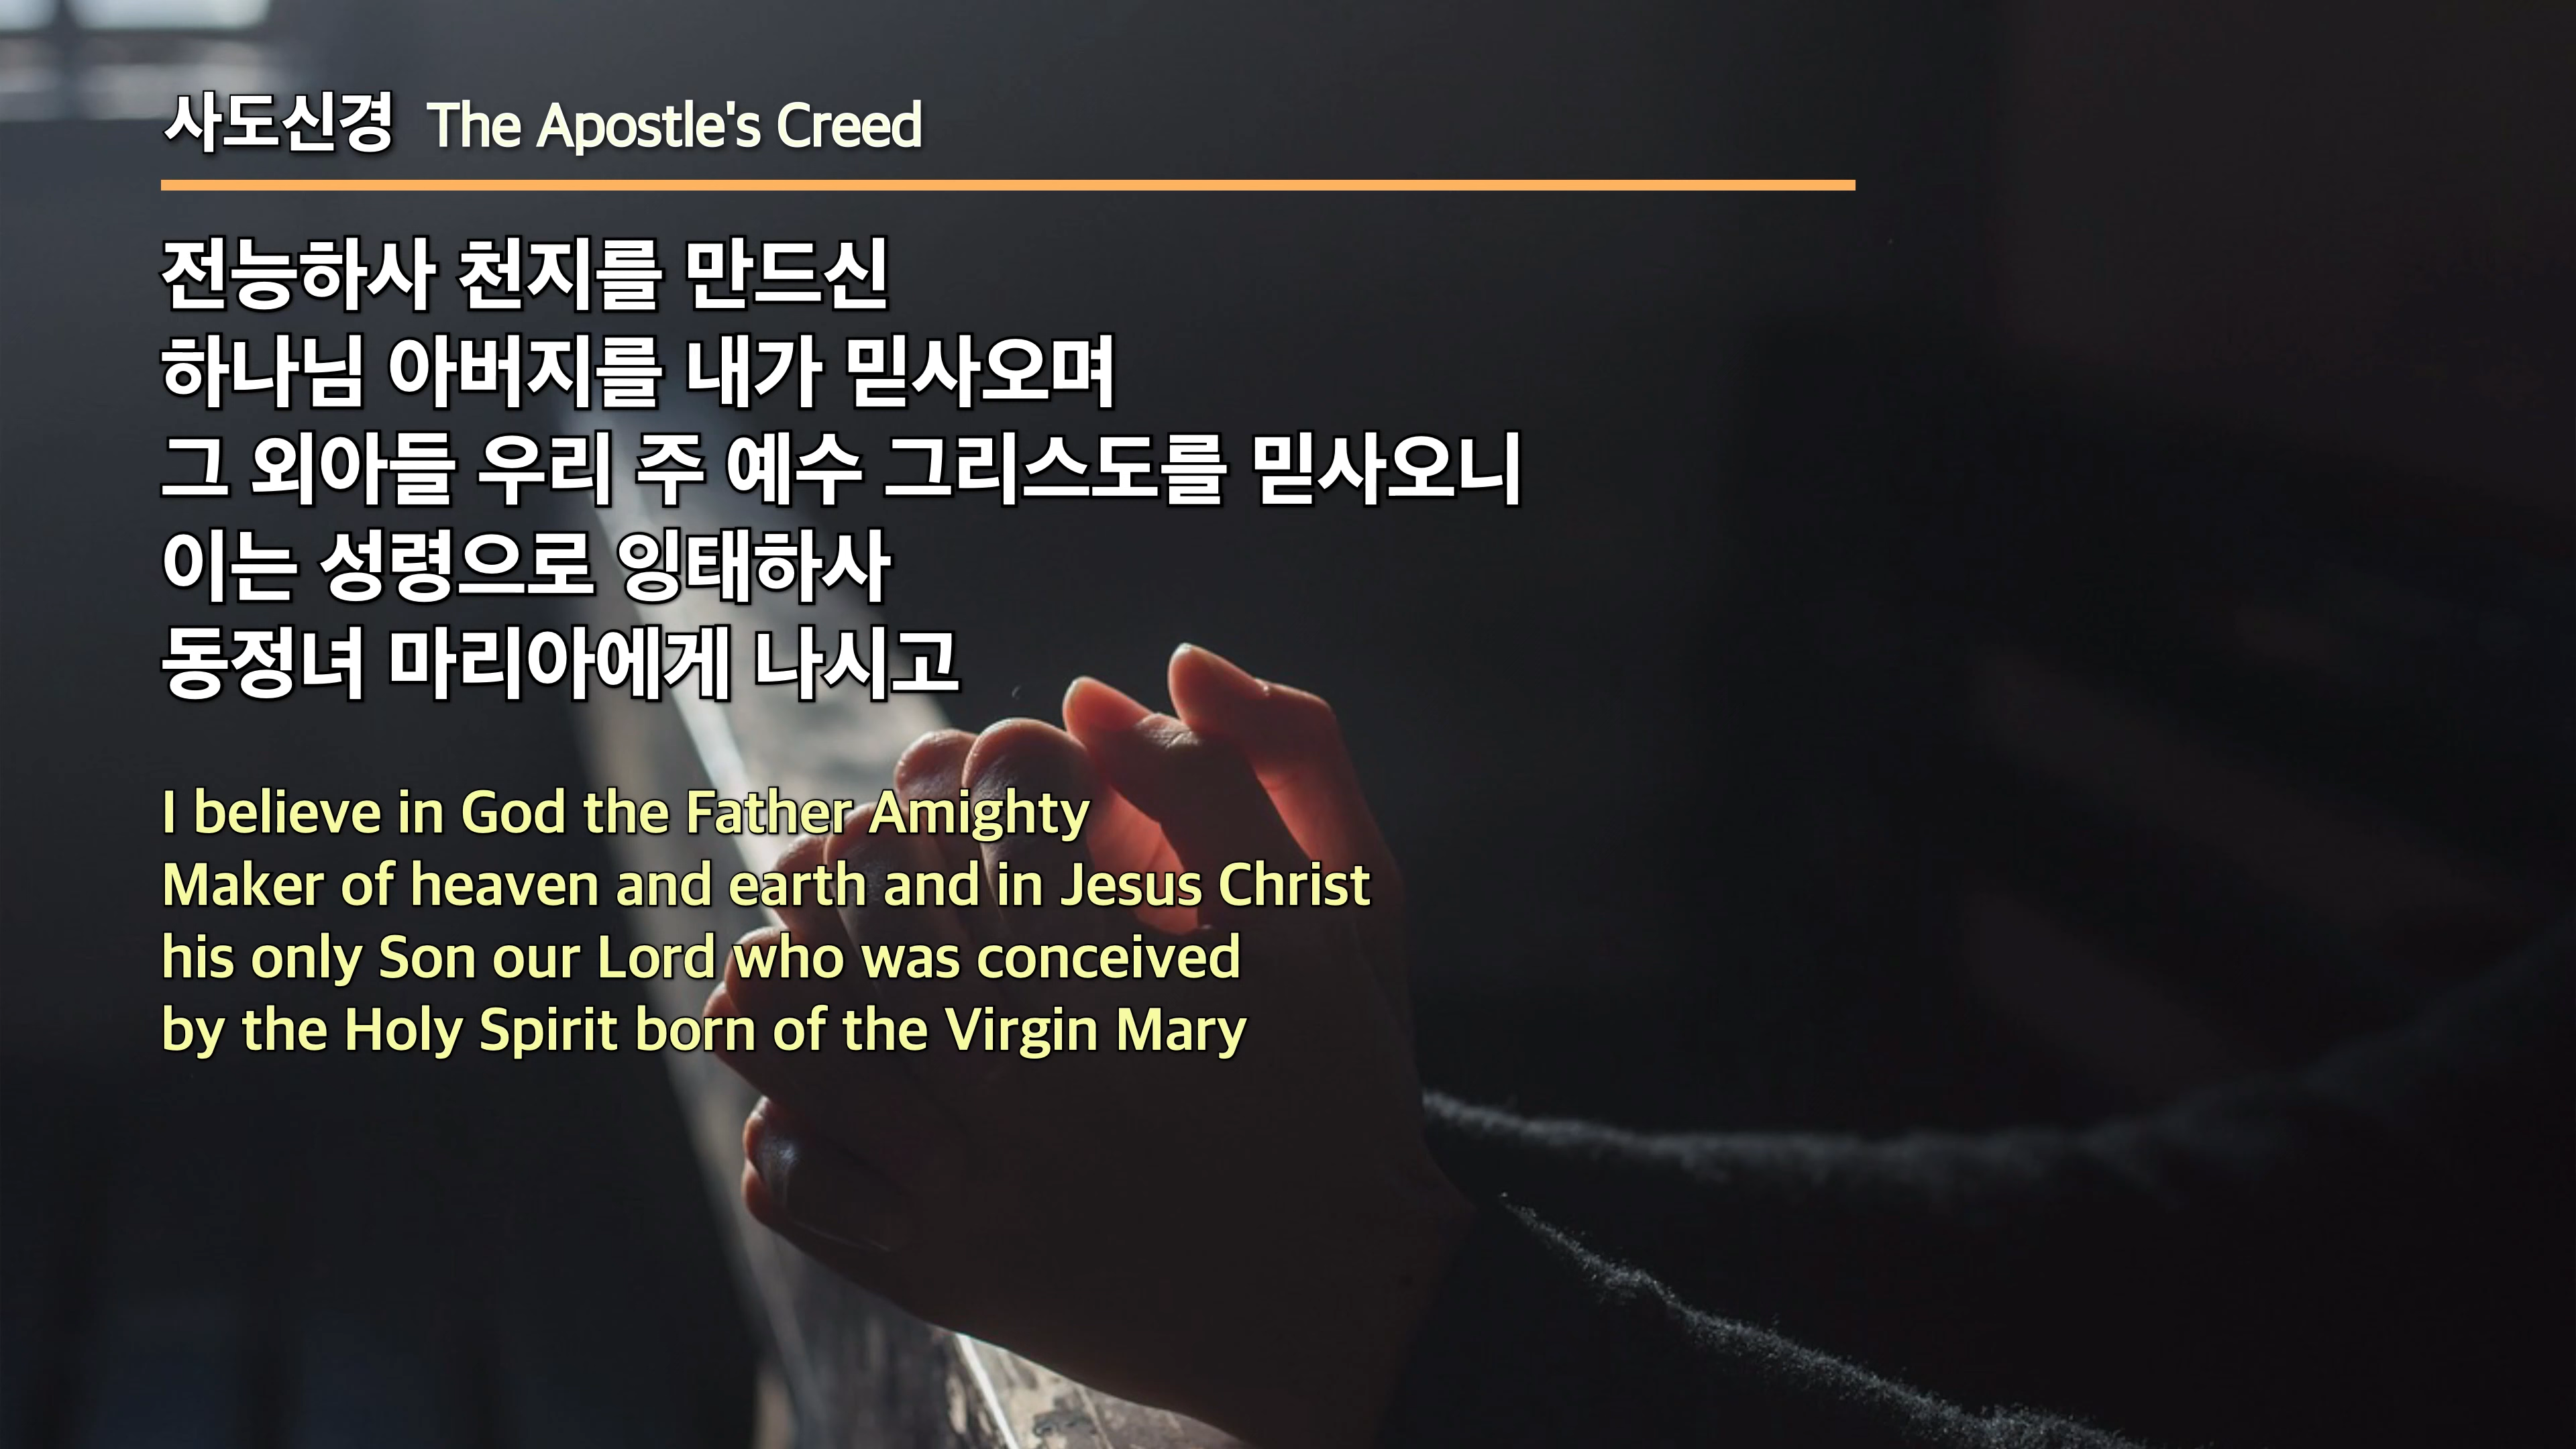 사도신경 The Apostle's Creed
전능하사 천지를 만드신
하나님 아버지를 내가 믿사오며
그 외아들 우리 주 예수 그리스도를 믿사오니
이는 성령으로 잉태하사
동정녀 마리아에게 나시고
I believe in God the Father Amighty
Maker of heaven and earth and in Jesus Christ
his only Son our Lord who was conceived
by the Holy Spirit born of the Virgin Mary